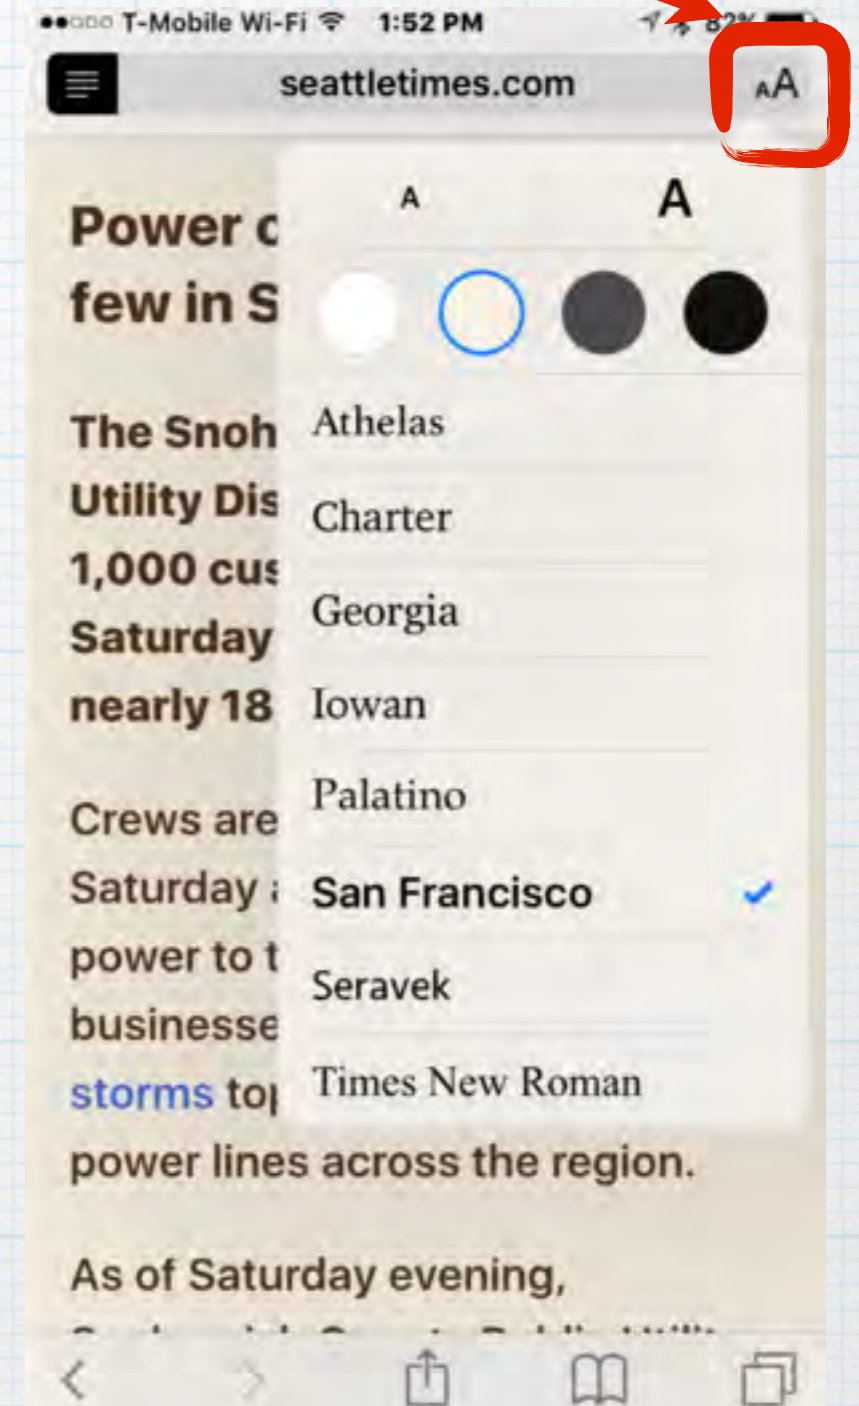 T-Mobile Wi-Fi 1:52 PM 82%
seattletimes.com AA
A A
Power
few in S
The Snoh
Utility Dis
1,000 cus
Saturday
nearly 18
Crews are
Saturday
power to t
businesse
storms top
power lines across the region.
As of Saturday evening,
Athelas
Charter
Georgia
Iowan
Palatino
San Francisco
Seravek
Times New Roman